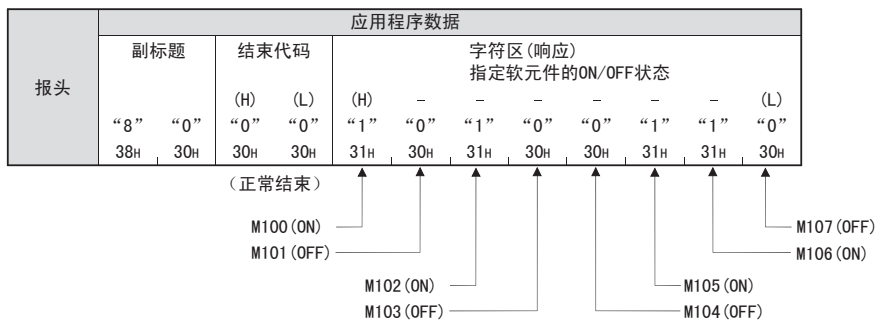 应用程序数据
报头
副标题 结束代码 字符区(响应)
指定软元件的ON/OFF状态
(H) (L) (H) － － － － － － (L)
“8” “0” “0” “0” “1” “0” “1” “0” “0” “1” “1” “0”
38H 30H 30H 30H 31H 30H 31H 30H 30H 31H 31H 30H
(正常结束)
M100(ON) M107(OFF)
M101(OFF) M106(ON)
M102(ON) M105(ON)
M103(OFF) M104(OFF)